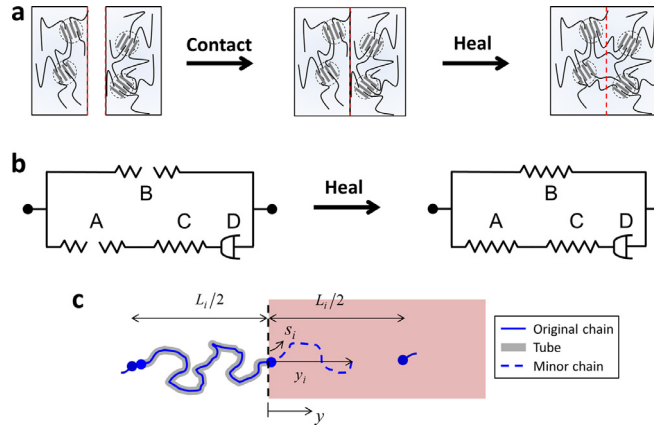 a
Contact
Heal
b
B
A
C
D
Heal
B
A
C
D
c
L_i/2
L_i/2
s_i
y_i
y
Original chain
Tube
Minor chain